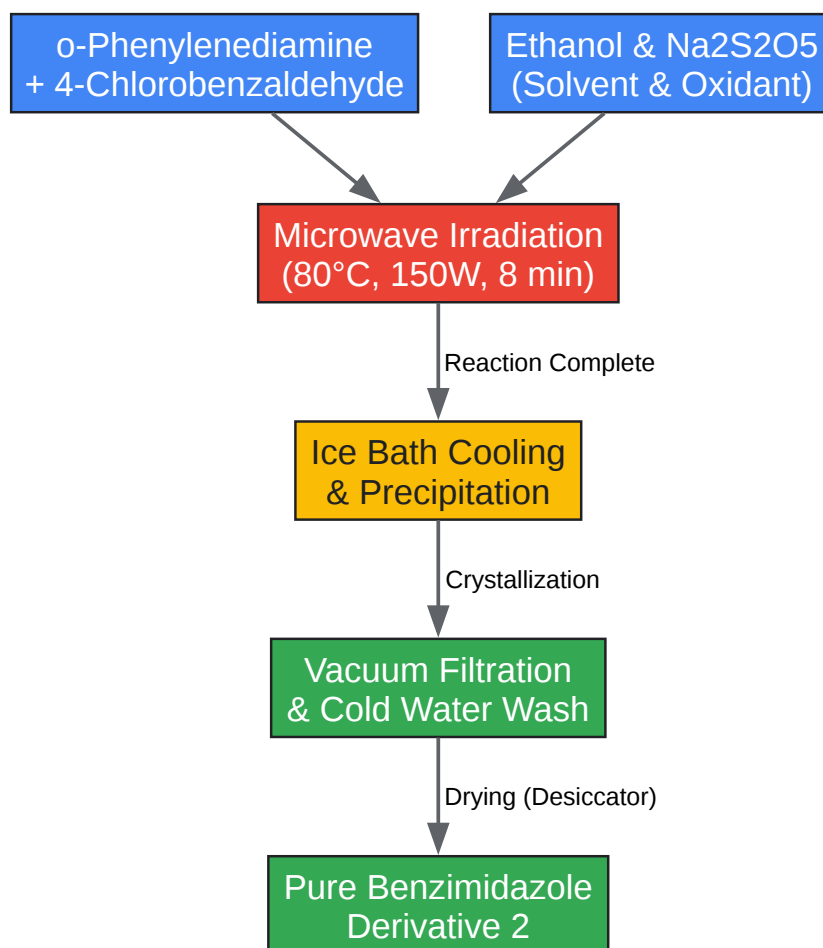 o-Phenylenediamine
+ 4-Chlorobenzaldehyde
Ethanol & Na2S2O5
(Solvent & Oxidant)
Microwave Irradiation
(80°C, 150W, 8 min)
Reaction Complete
Ice Bath Cooling
& Precipitation
Crystallization
Vacuum Filtration
& Cold Water Wash
Drying (Desiccator)
Pure Benzimidazole
Derivative 2